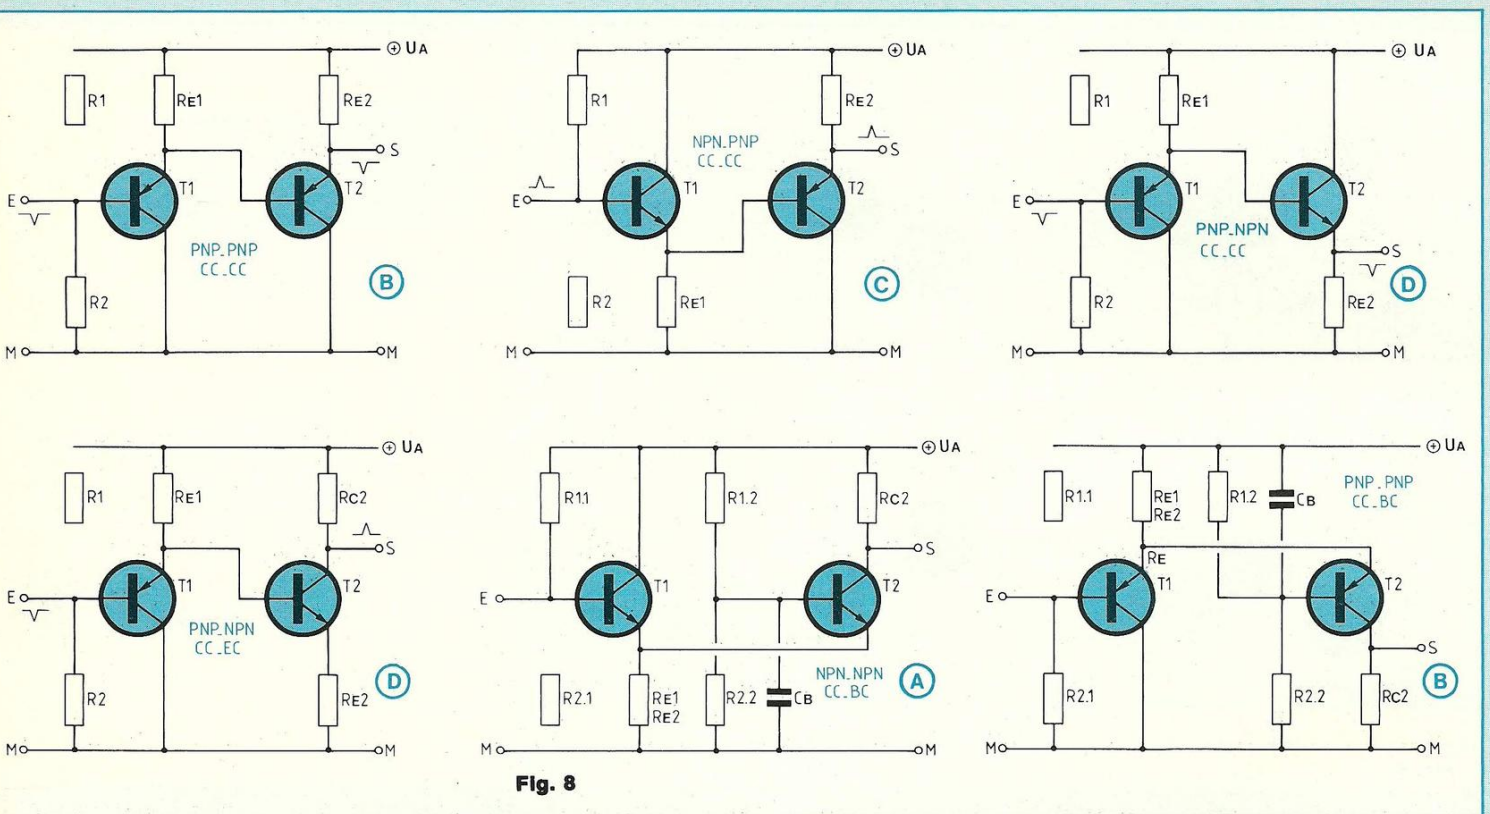 ⊕ UA
R1
RE1
RE2
S
T1
T2
E
PNP_PNP
CC_CC
B
R2
M
M
⊕ UA
R1
RE2
NPN_PNP
CC_CC
S
T1
T2
E
C
R2
RE1
M
M
⊕ UA
R1
RE1
T1
T2
E
PNP_NPN
CC_CC
S
D
R2
RE2
M
M
⊕ UA
R1
RE1
RC2
S
T1
T2
E
PNP_NPN
CC_EC
D
R2
RE2
M
M
⊕ UA
R1.1
R1.2
RC2
S
T1
T2
E
NPN_NPN
CC_BC
A
R2.1
RE1
RE2
R2.2
CB
M
M
⊕ UA
R1.1
RE1
RE2
R1.2
CB
PNP_PNP
CC_BC
RE
T1
T2
E
S
B
R2.1
R2.2
RC2
M
M
Fig. 8